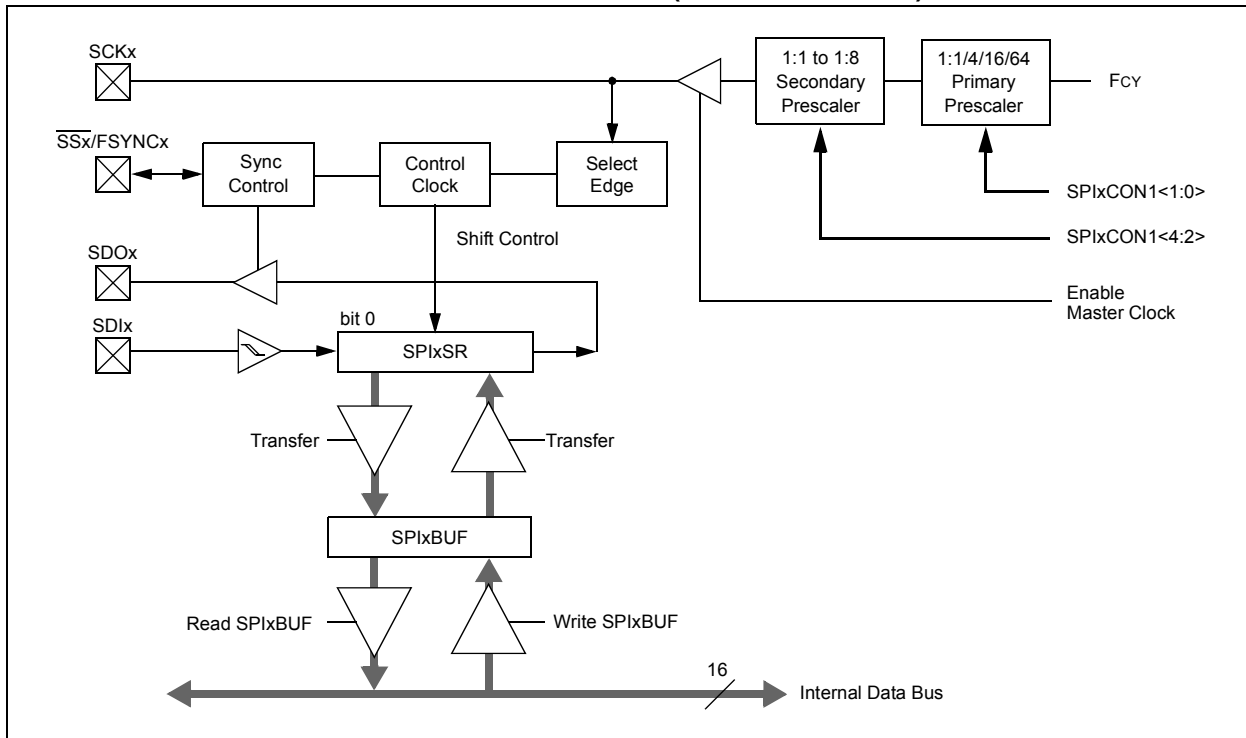 SCKx
1:1 to 1:8
Secondary
Prescaler
1:1/4/16/64
Primary
Prescaler
FCY
SSx/FSYNCx
Sync
Control
Control
Clock
Select
Edge
SPIxCON1<1:0>
Shift Control
SPIxCON1<4:2>
SDOx
Enable
Master Clock
SDIx
bit 0
SPIxSR
Transfer
Transfer
SPIxBUF
Read SPIxBUF
Write SPIxBUF
16
Internal Data Bus